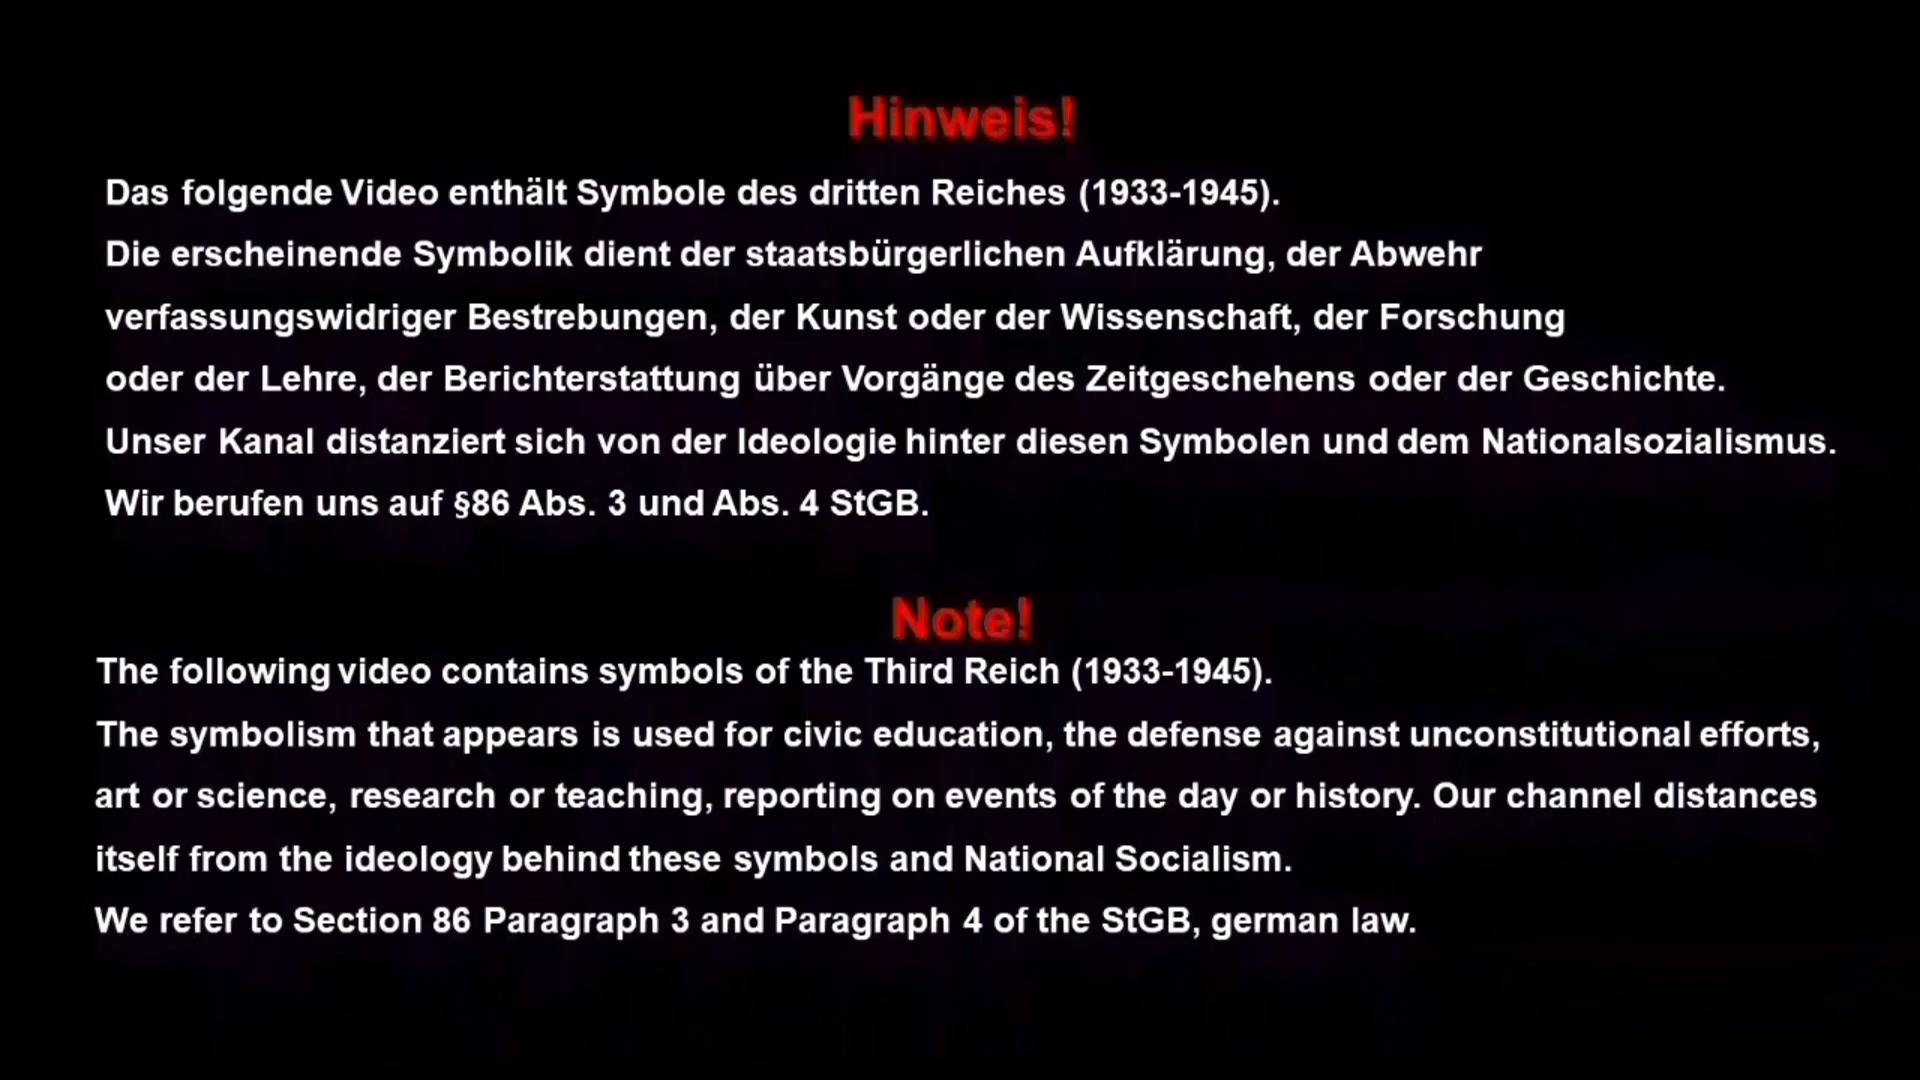 Hinweis!
Das folgende Video enthält Symbole des dritten Reiches (1933-1945).
Die erscheinende Symbolik dient der staatsbürgerlichen Aufklärung, der Abwehr
verfassungswidriger Bestrebungen, der Kunst oder der Wissenschaft, der Forschung
oder der Lehre, der Berichterstattung über Vorgänge des Zeitgeschehens oder der Geschichte.
Unser Kanal distanziert sich von der Ideologie hinter diesen Symbolen und dem Nationalsozialismus.
Wir berufen uns auf §86 Abs. 3 und Abs. 4 StGB.
Note!
The following video contains symbols of the Third Reich (1933-1945).
The symbolism that appears is used for civic education, the defense against unconstitutional efforts,
art or science, research or teaching, reporting on events of the day or history. Our channel distances
itself from the ideology behind these symbols and National Socialism.
We refer to Section 86 Paragraph 3 and Paragraph 4 of the StGB, german law.